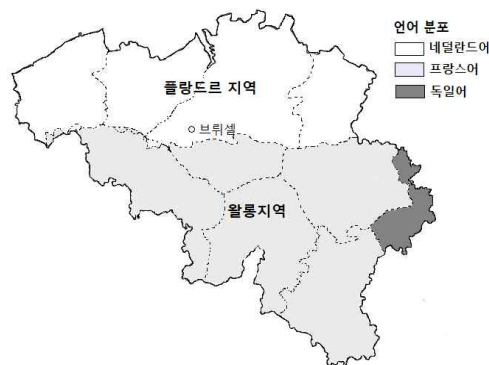 언어 분포
네덜란드어
프랑스어
독일어
플랑드르 지역
브뤼셀
왈롱지역